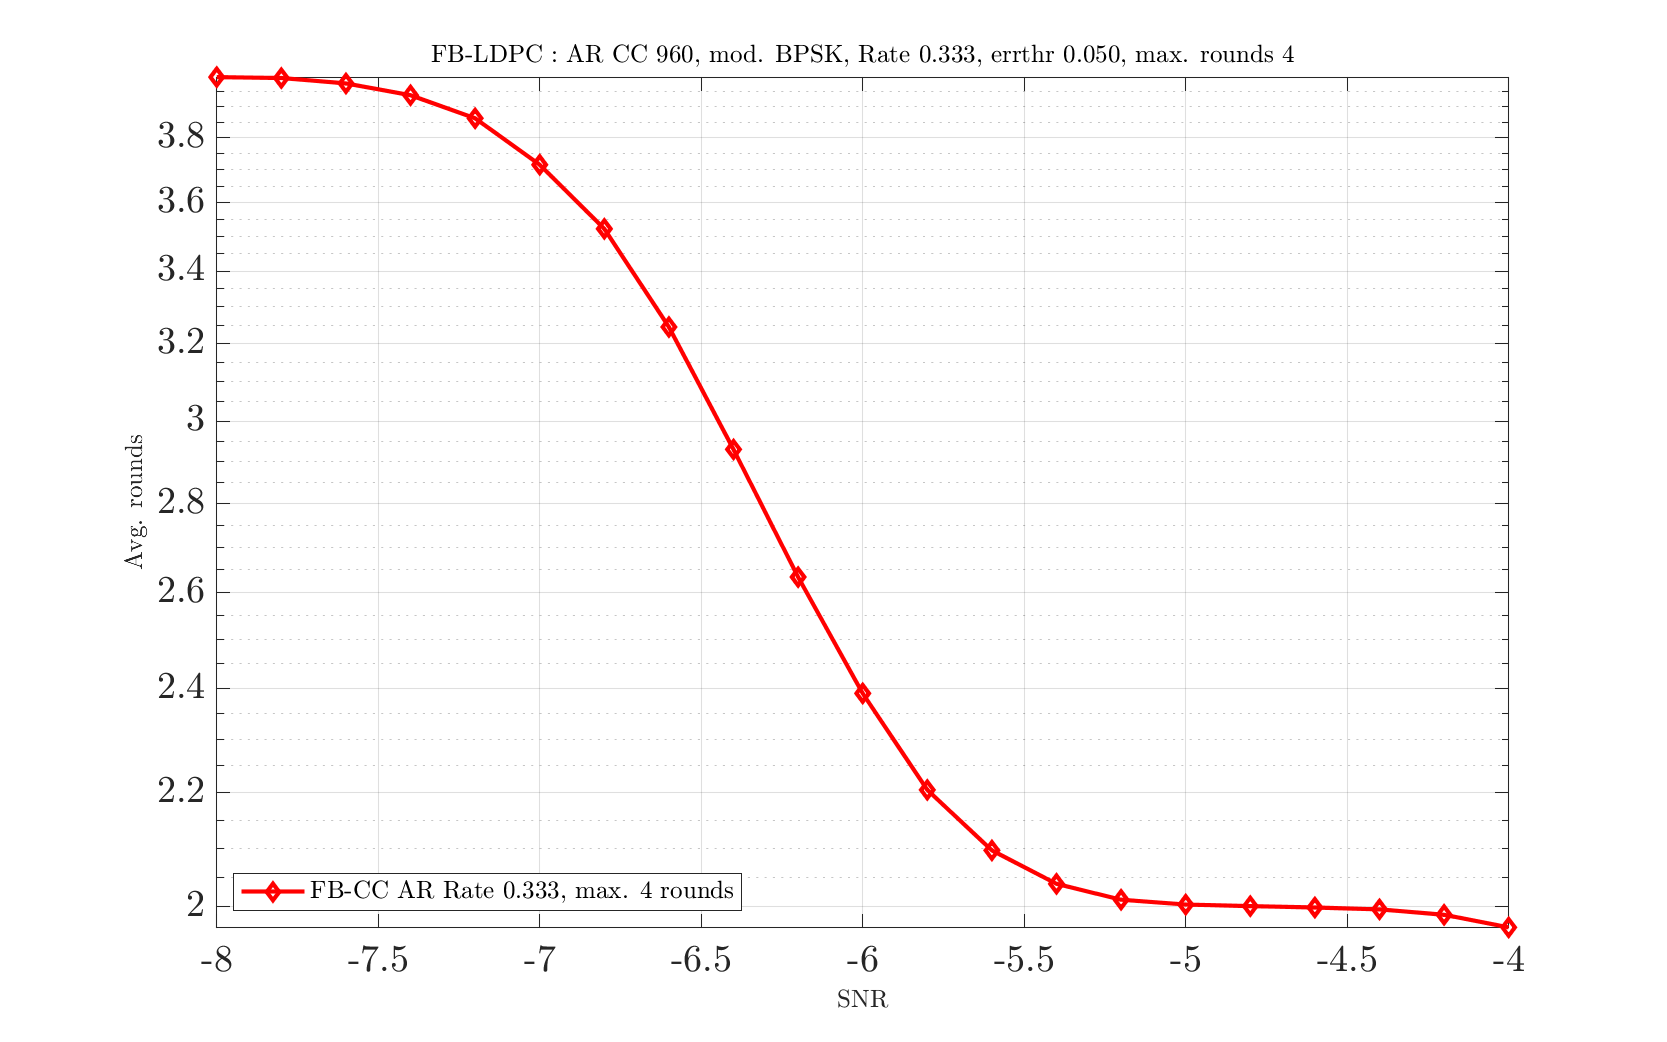 FB-LDPC : AR CC 960, mod. BPSK, Rate 0.333, errthr 0.050, max. rounds 4
3.8
3.6
3.4
3.2
3
2.8
2.6
2.4
2.2
2
Avg. rounds
FB-CC AR Rate 0.333, max. 4 rounds
-8 -7.5 -7 -6.5 -6 -5.5 -5 -4.5 -4
SNR